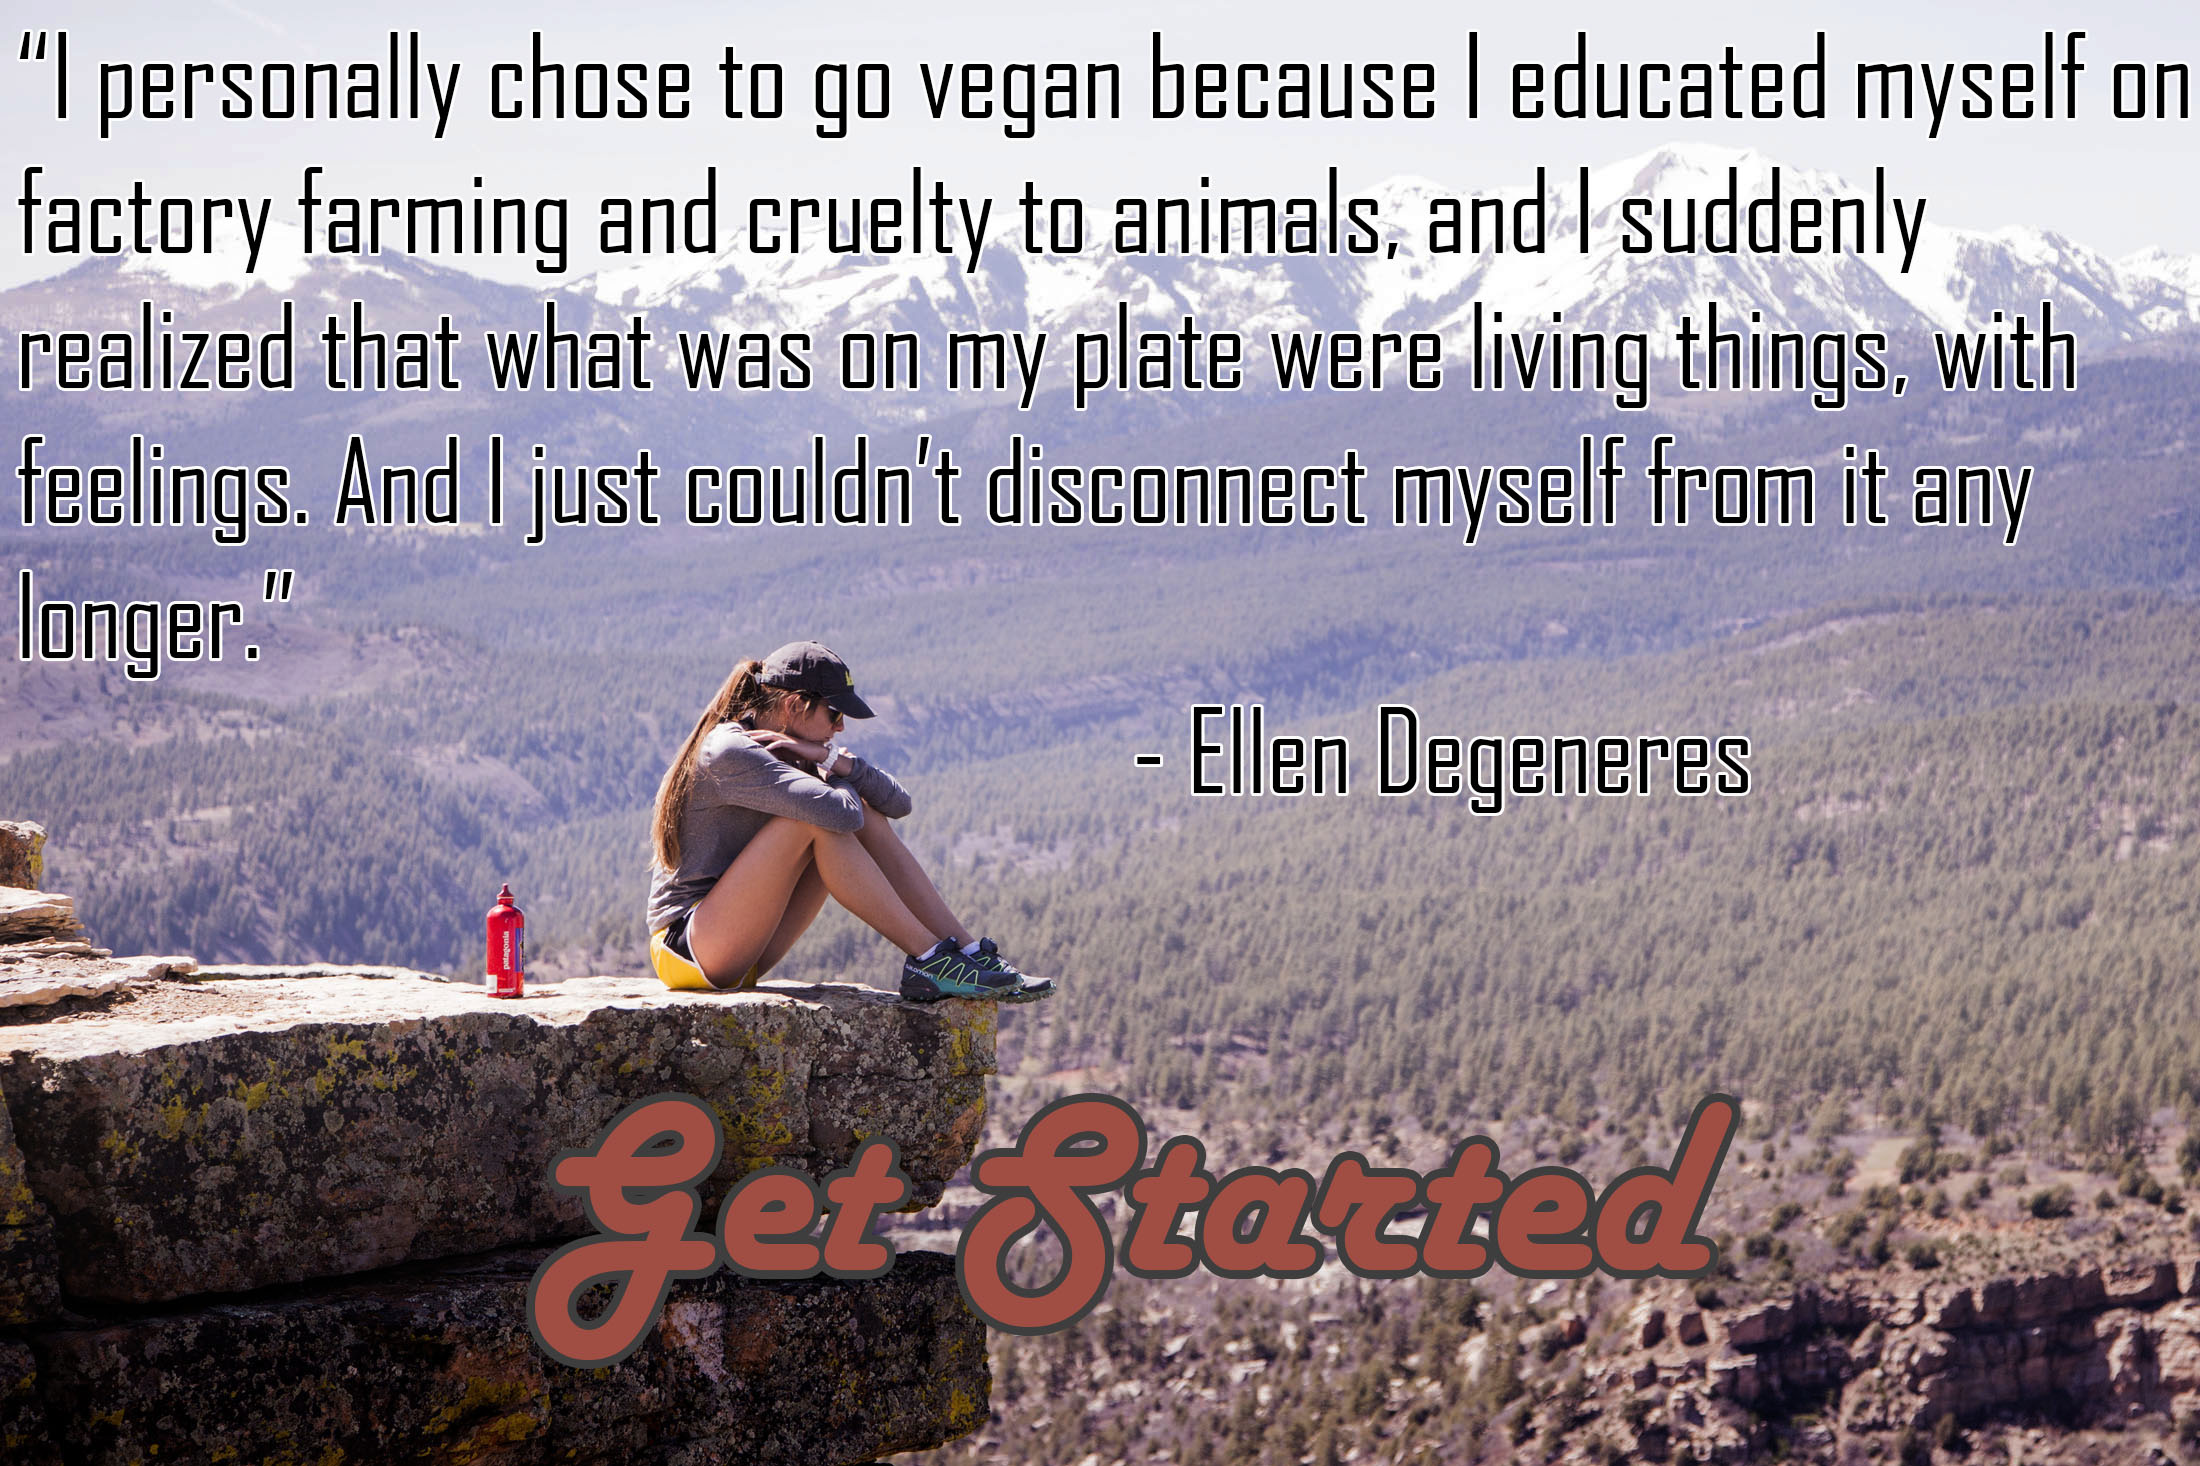 “I personally chose to go vegan because I educated myself on
factory farming and cruelty to animals, and I suddenly
realized that what was on my plate were living things, with
feelings. And I just couldn’t disconnect myself from it any
longer.”
- Ellen Degeneres
patagonia
salomon
Get Started